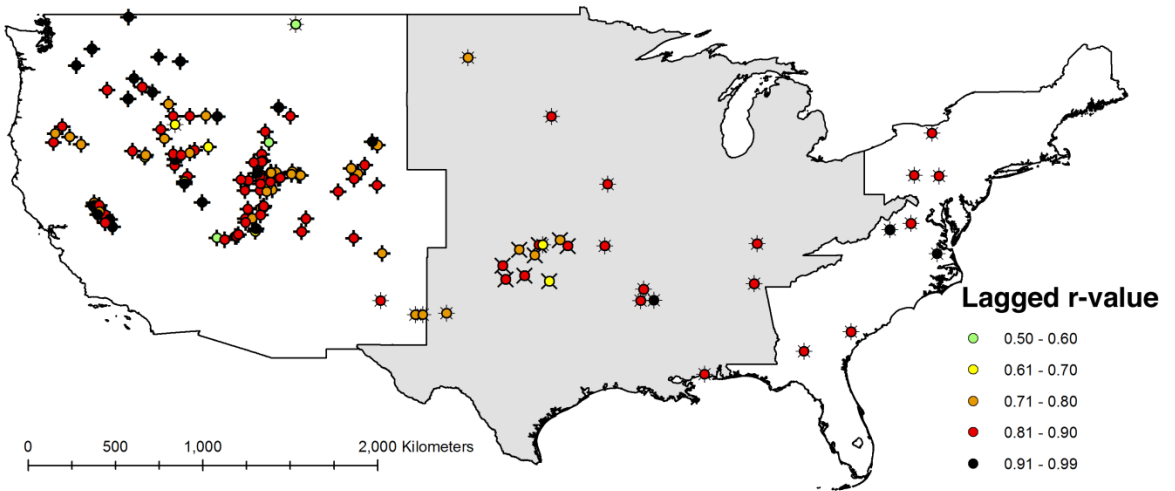 Lagged r-value
0.50 - 0.60
0.61 - 0.70
0.71 - 0.80
0.81 - 0.90
0.91 - 0.99
0 500 1,000 2,000 Kilometers